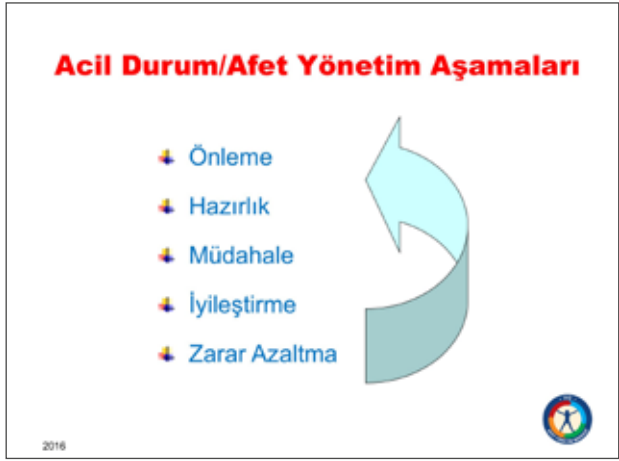 Acil Durum/Afet Yönetim Aşamaları
Önleme
Hazırlık
Müdahale
İyileştirme
Zarar Azaltma
2016